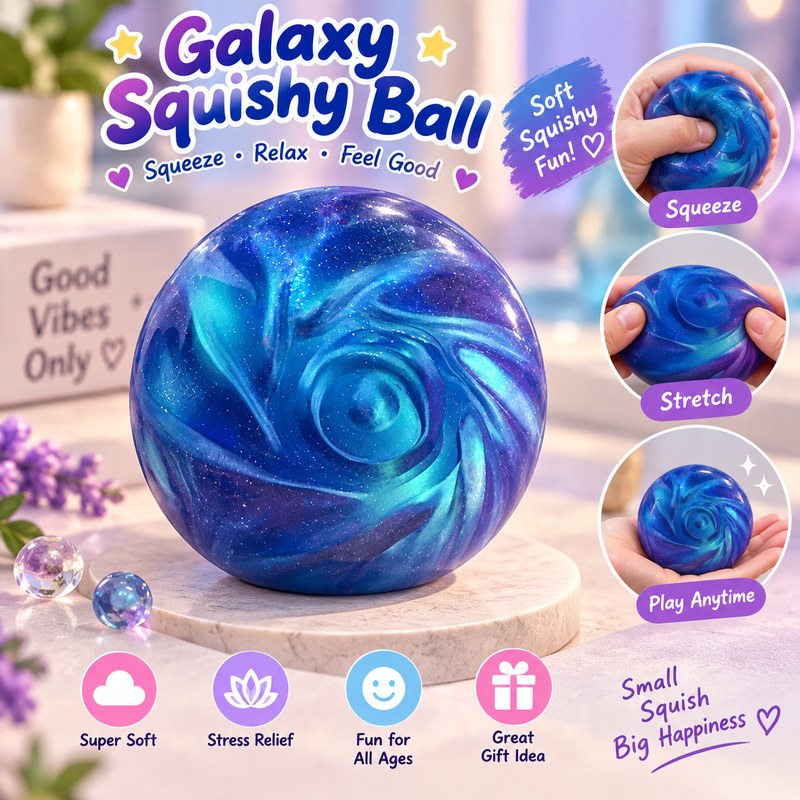 Galaxy
Squishy Ball
Squeeze • Relax • Feel Good
Soft
Squishy
Fun! ♡
Squeeze
Stretch
Play Anytime
Good
Vibes
Only ♡
Super Soft
Stress Relief
Fun for
All Ages
Great
Gift Idea
Small
Squish
Big Happiness ♡